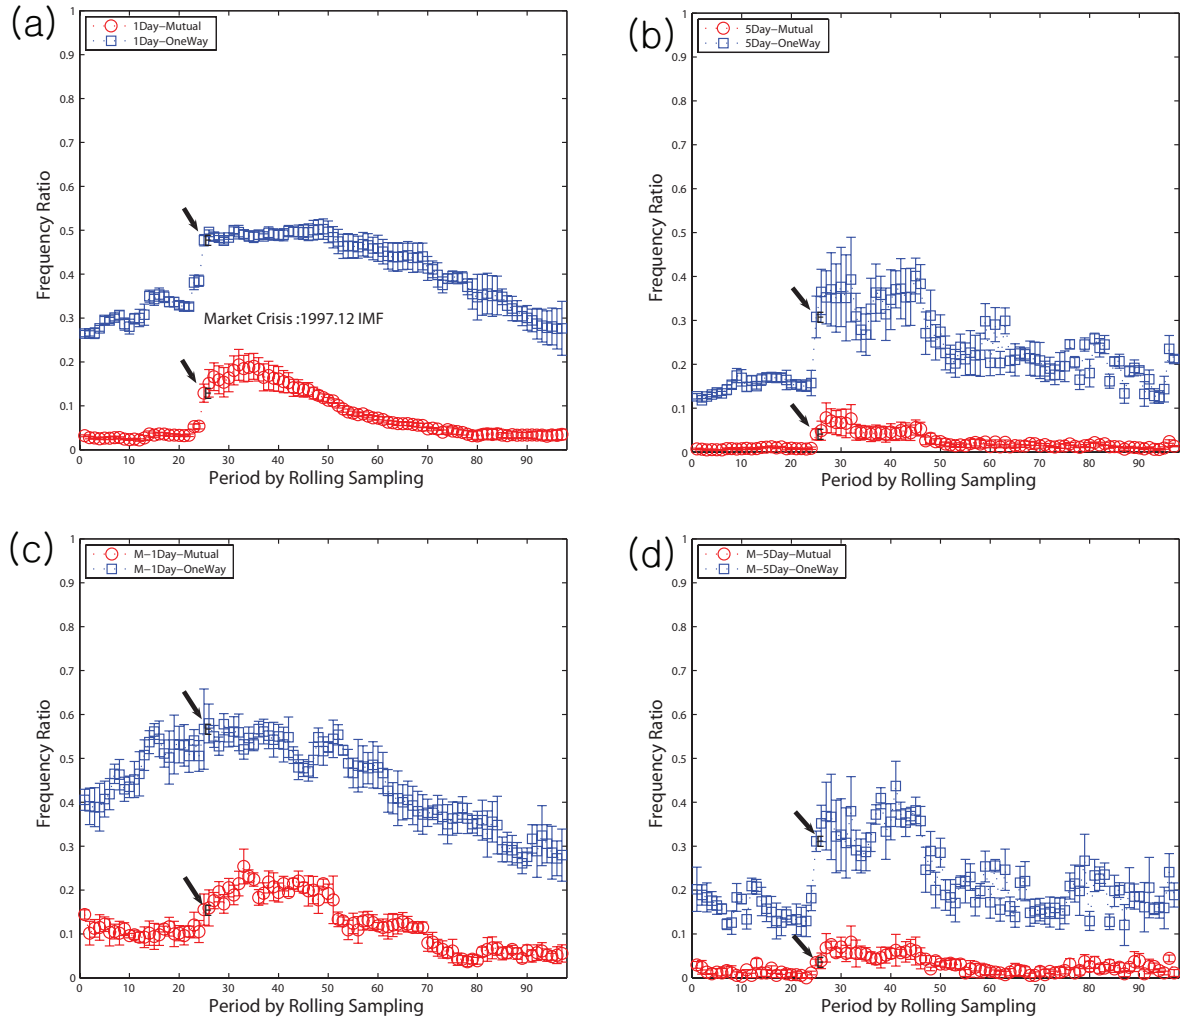 (a)
1Day-Mutual
1Day-OneWay
1
0.9
0.8
0.7
0.6
0.5
0.4
0.3
0.2
0.1
0
Frequency Ratio
Market Crisis :1997.12 IMF
0 10 20 30 40 50 60 70 80 90
Period by Rolling Sampling
(b)
5Day-Mutual
5Day-OneWay
1
0.9
0.8
0.7
0.6
0.5
0.4
0.3
0.2
0.1
0
Frequency Ratio
0 10 20 30 40 50 60 70 80 90
Period by Rolling Sampling
(c)
M-1Day-Mutual
M-1Day-OneWay
1
0.9
0.8
0.7
0.6
0.5
0.4
0.3
0.2
0.1
0
Frequency Ratio
0 10 20 30 40 50 60 70 80 90
Period by Rolling Sampling
(d)
M-5Day-Mutual
M-5Day-OneWay
1
0.9
0.8
0.7
0.6
0.5
0.4
0.3
0.2
0.1
0
Frequency Ratio
0 10 20 30 40 50 60 70 80 90
Period by Rolling Sampling